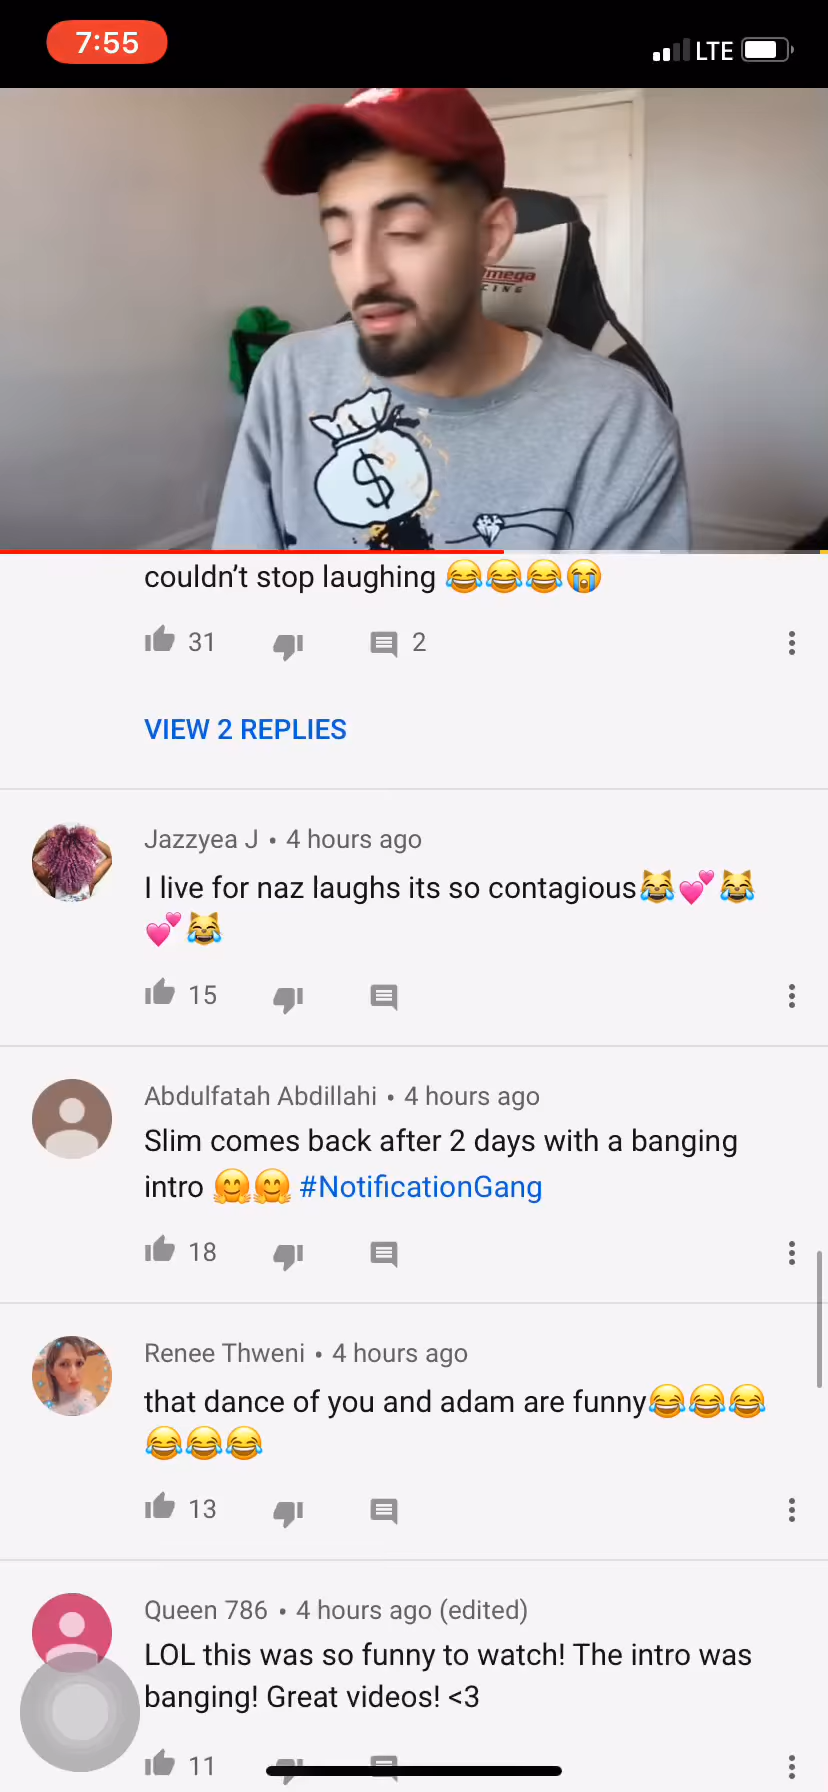 7:55
LTE
mega
CING
$
couldn't stop laughing 😂😂😂😭
31
2
VIEW 2 REPLIES
Jazzyea J • 4 hours ago
I live for naz laughs its so contagious😹💕😹
💕😹
15
Abdulfatah Abdillahi • 4 hours ago
Slim comes back after 2 days with a banging
intro 🤗🤗 #NotificationGang
18
Renee Thweni • 4 hours ago
that dance of you and adam are funny😂😂😂
😂😂😂
13
Queen 786 • 4 hours ago (edited)
LOL this was so funny to watch! The intro was
banging! Great videos! <3
11